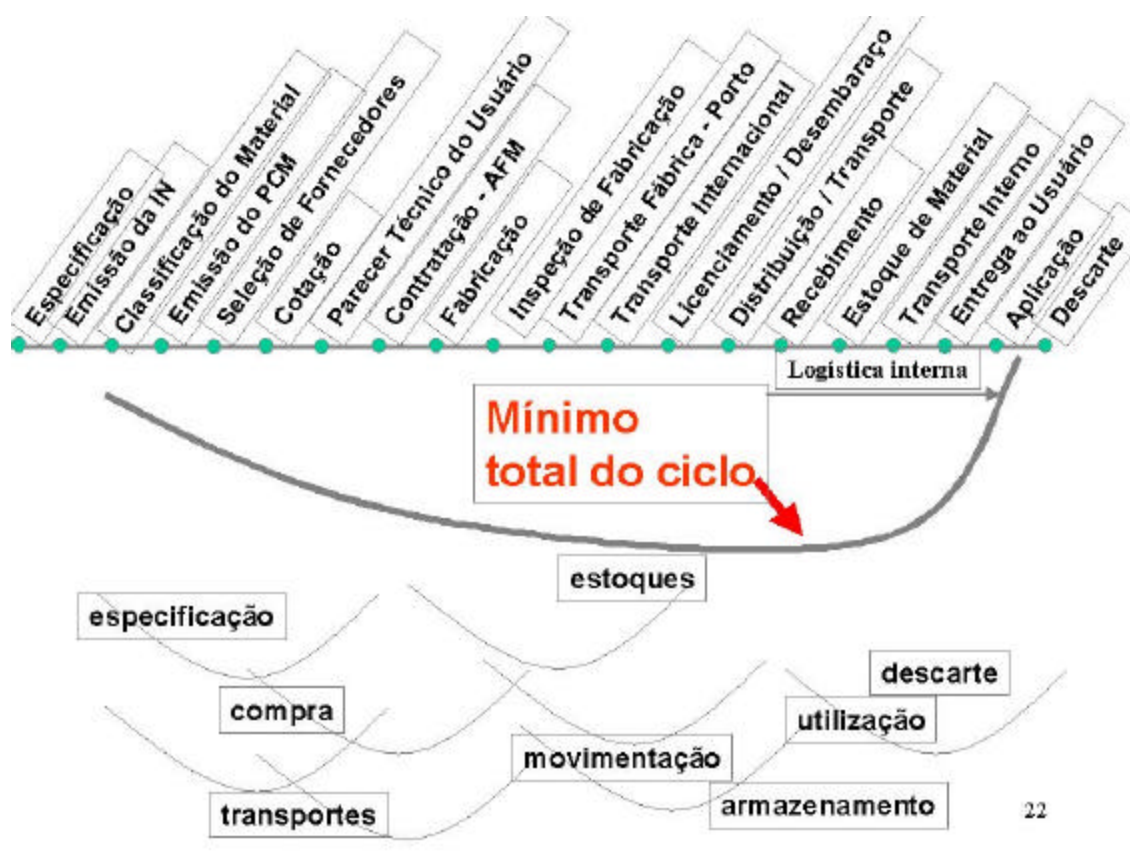 Especificação
Emissão da IN
Classificação do Material
Emissão do PCM
Seleção de Fornecedores
Cotação
Parecer Técnico do Usuário
Contratação - AFM
Fabricação
Inspeção de Fabricação
Transporte Fábrica - Porto
Transporte Internacional
Licenciamento / Desembaraço
Distribuição / Transporte
Recebimento
Estoque de Material
Transporte Interno
Entrega ao Usuário
Aplicação
Descarte
Logística interna
Mínimo
total do ciclo
estoques
especificação
descarte
compra
utilização
movimentação
transportes
armazenamento
22